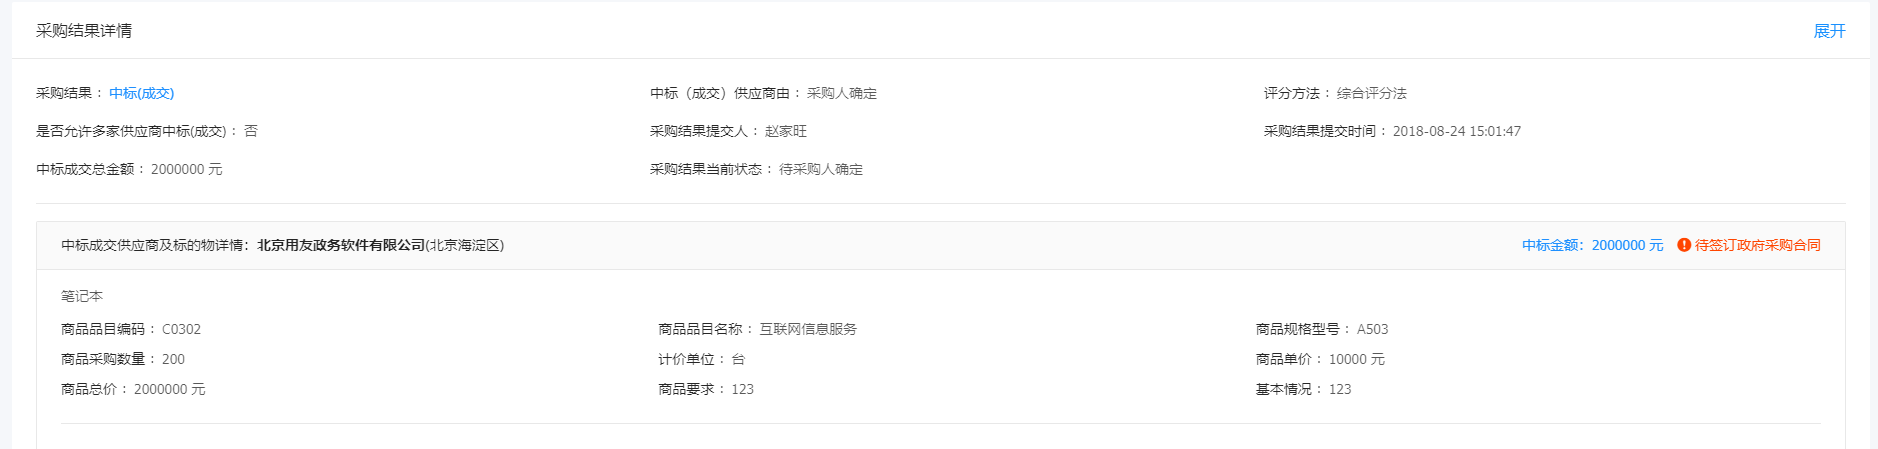 采购结果详情 展开
采购结果： 中标(成交) 中标（成交）供应商由： 采购人确定 评分方法： 综合评分法
是否允许多家供应商中标(成交)： 否 采购结果提交人： 赵家旺 采购结果提交时间： 2018-08-24 15:01:47
中标成交总金额： 2000000 元 采购结果当前状态： 待采购人确定
中标成交供应商及标的物详情：北京用友政务软件有限公司(北京海淀区) 中标金额：2000000 元 待签订政府采购合同
笔记本
商品品目编码： C0302 商品品目名称： 互联网信息服务 商品规格型号： A503
商品采购数量： 200 计价单位： 台 商品单价： 10000 元
商品总价： 2000000 元 商品要求： 123 基本情况： 123